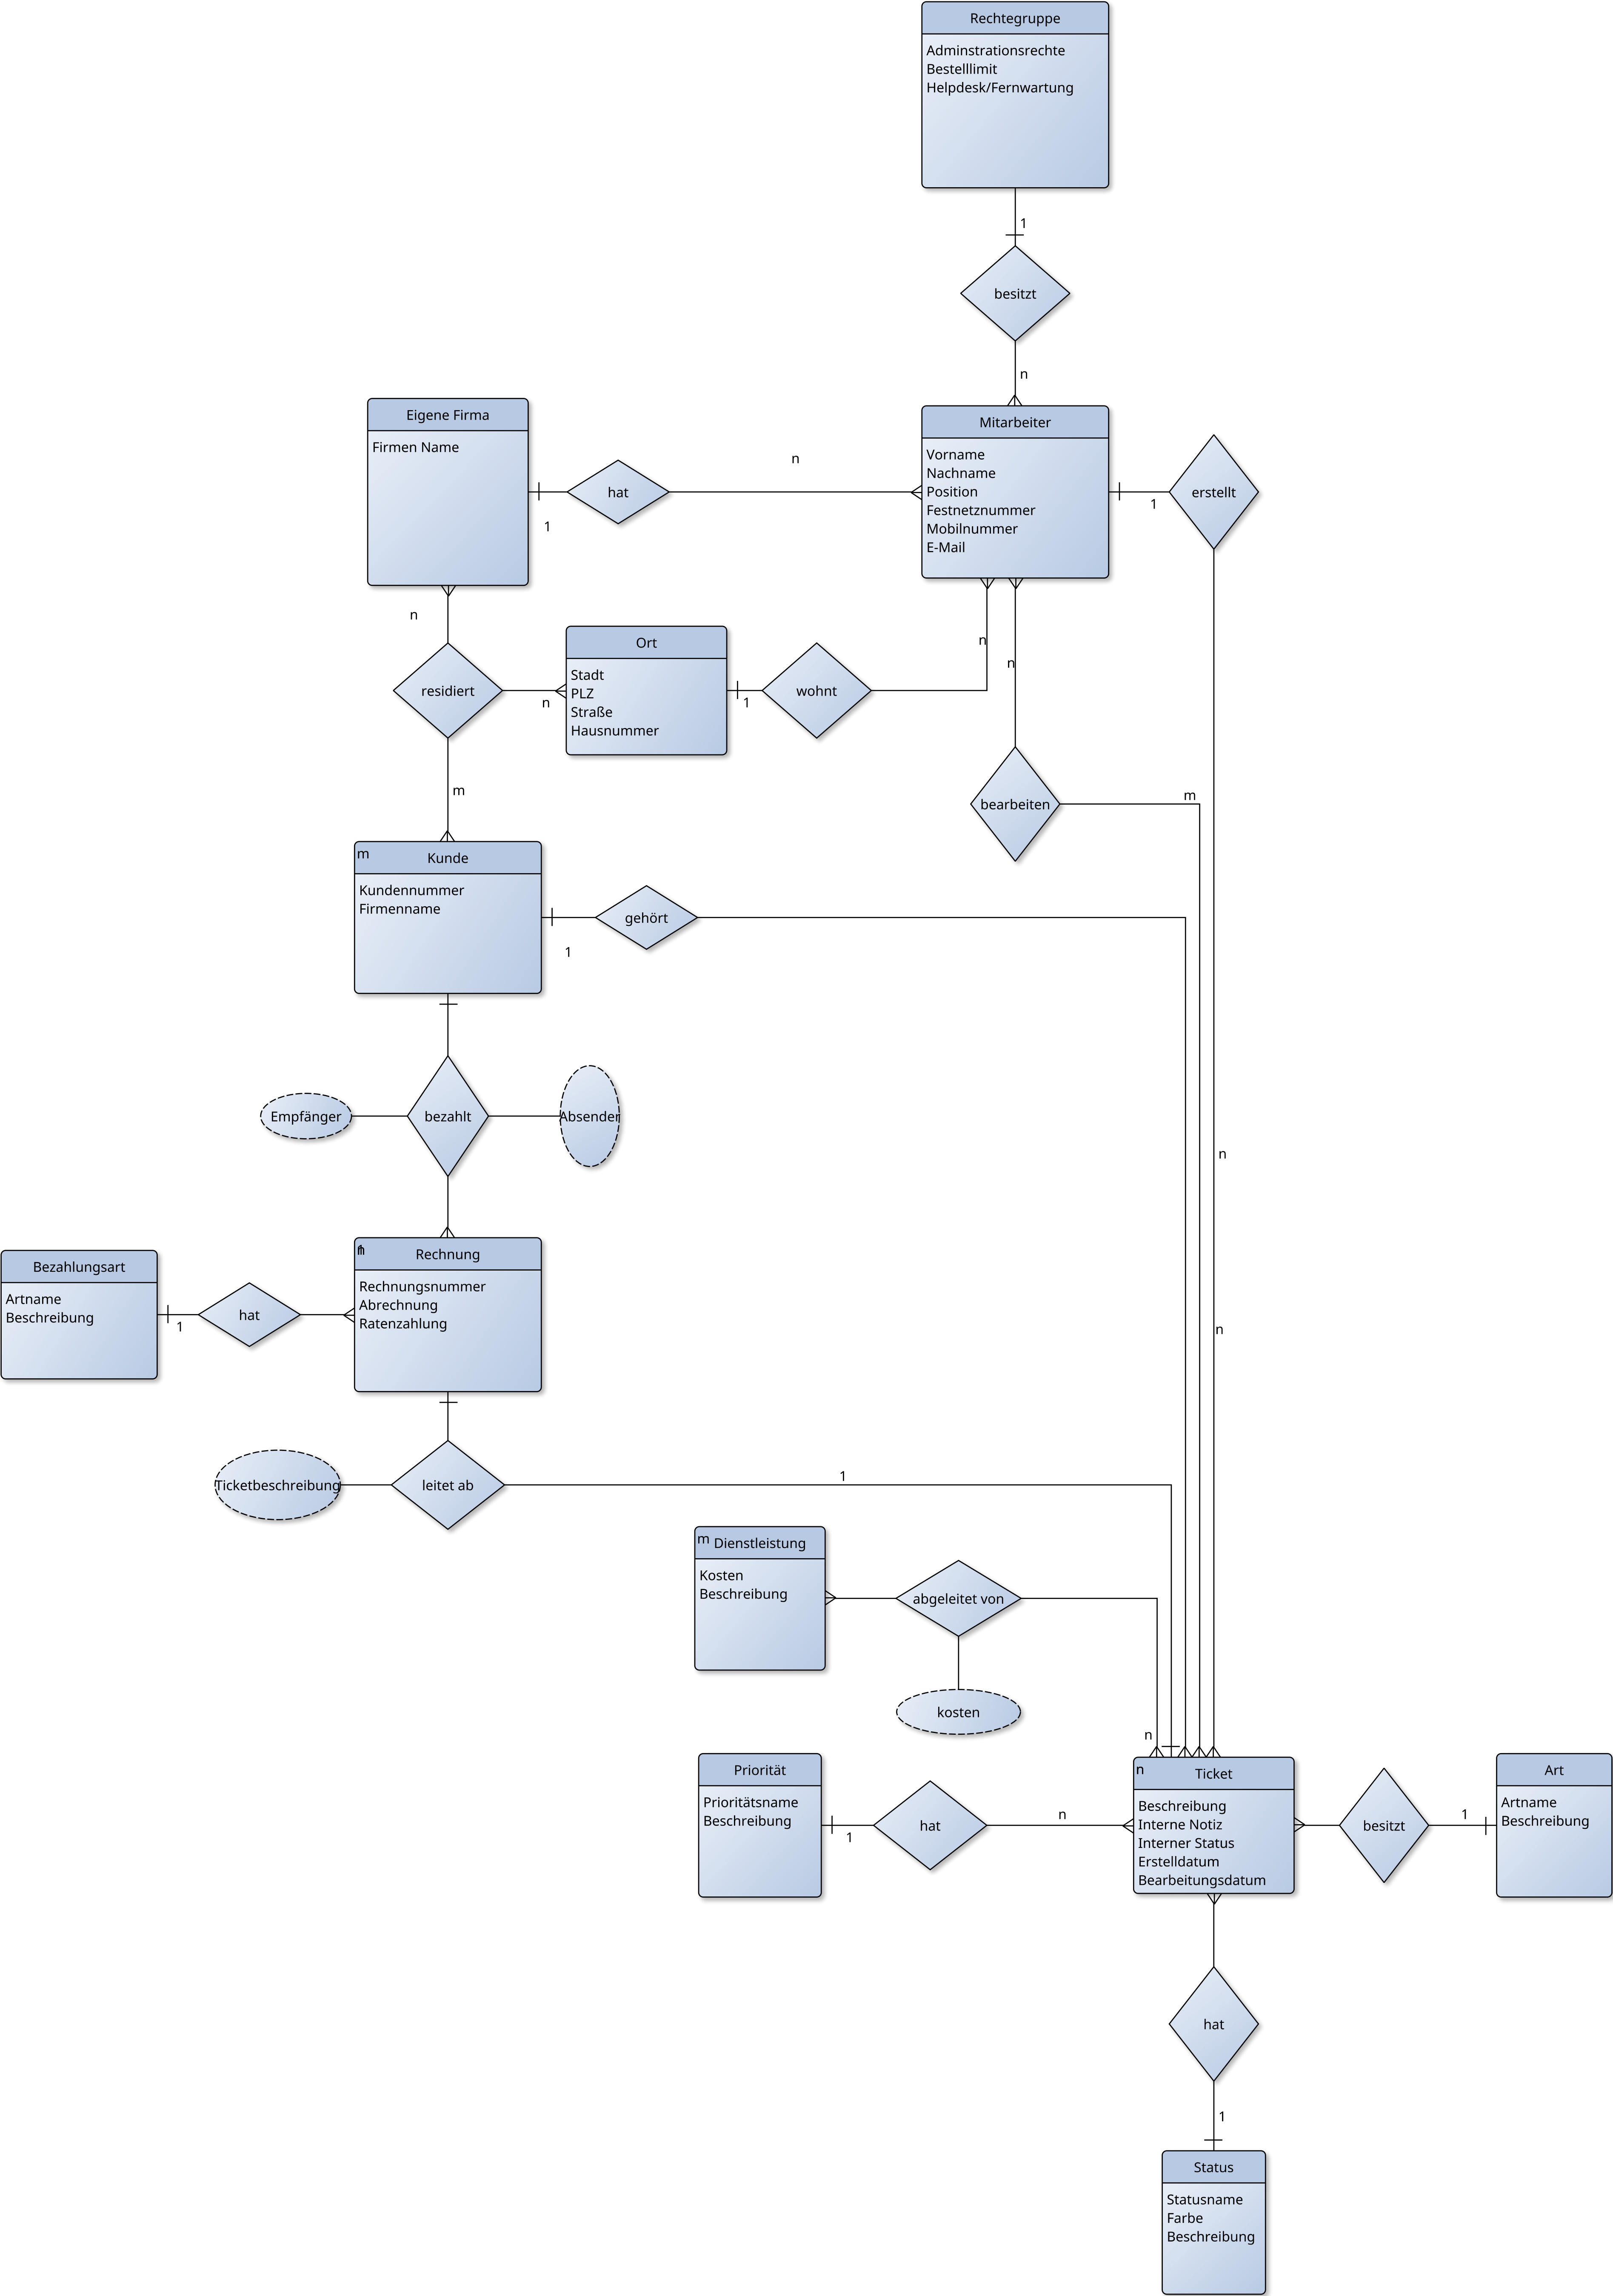 Rechtegruppe
Adminstrationsrechte
Bestelllimit
Helpdesk/Fernwartung
1
besitzt
n
Eigene Firma
Firmen Name
1
hat
n
Mitarbeiter
Vorname
Nachname
Position
Festnetznummer
Mobilnummer
E-Mail
1
erstellt
n
residiert
n
Ort
Stadt
PLZ
Straße
Hausnummer
1
wohnt
n
n
bearbeiten
m
m
m
Kunde
Kundennummer
Firmenname
1
gehört
Empfänger
bezahlt
Absender
n
Bezahlungsart
Artname
Beschreibung
1
hat
Rechnung
Rechnungsnummer
Abrechnung
Ratenzahlung
n
Ticketbeschreibung
leitet ab
1
m
Dienstleistung
Kosten
Beschreibung
abgeleitet von
kosten
n
Priorität
Prioritätsname
Beschreibung
1
hat
n
n
Ticket
Beschreibung
Interne Notiz
Interner Status
Erstelldatum
Bearbeitungsdatum
besitzt
1
Art
Artname
Beschreibung
hat
1
Status
Statusname
Farbe
Beschreibung